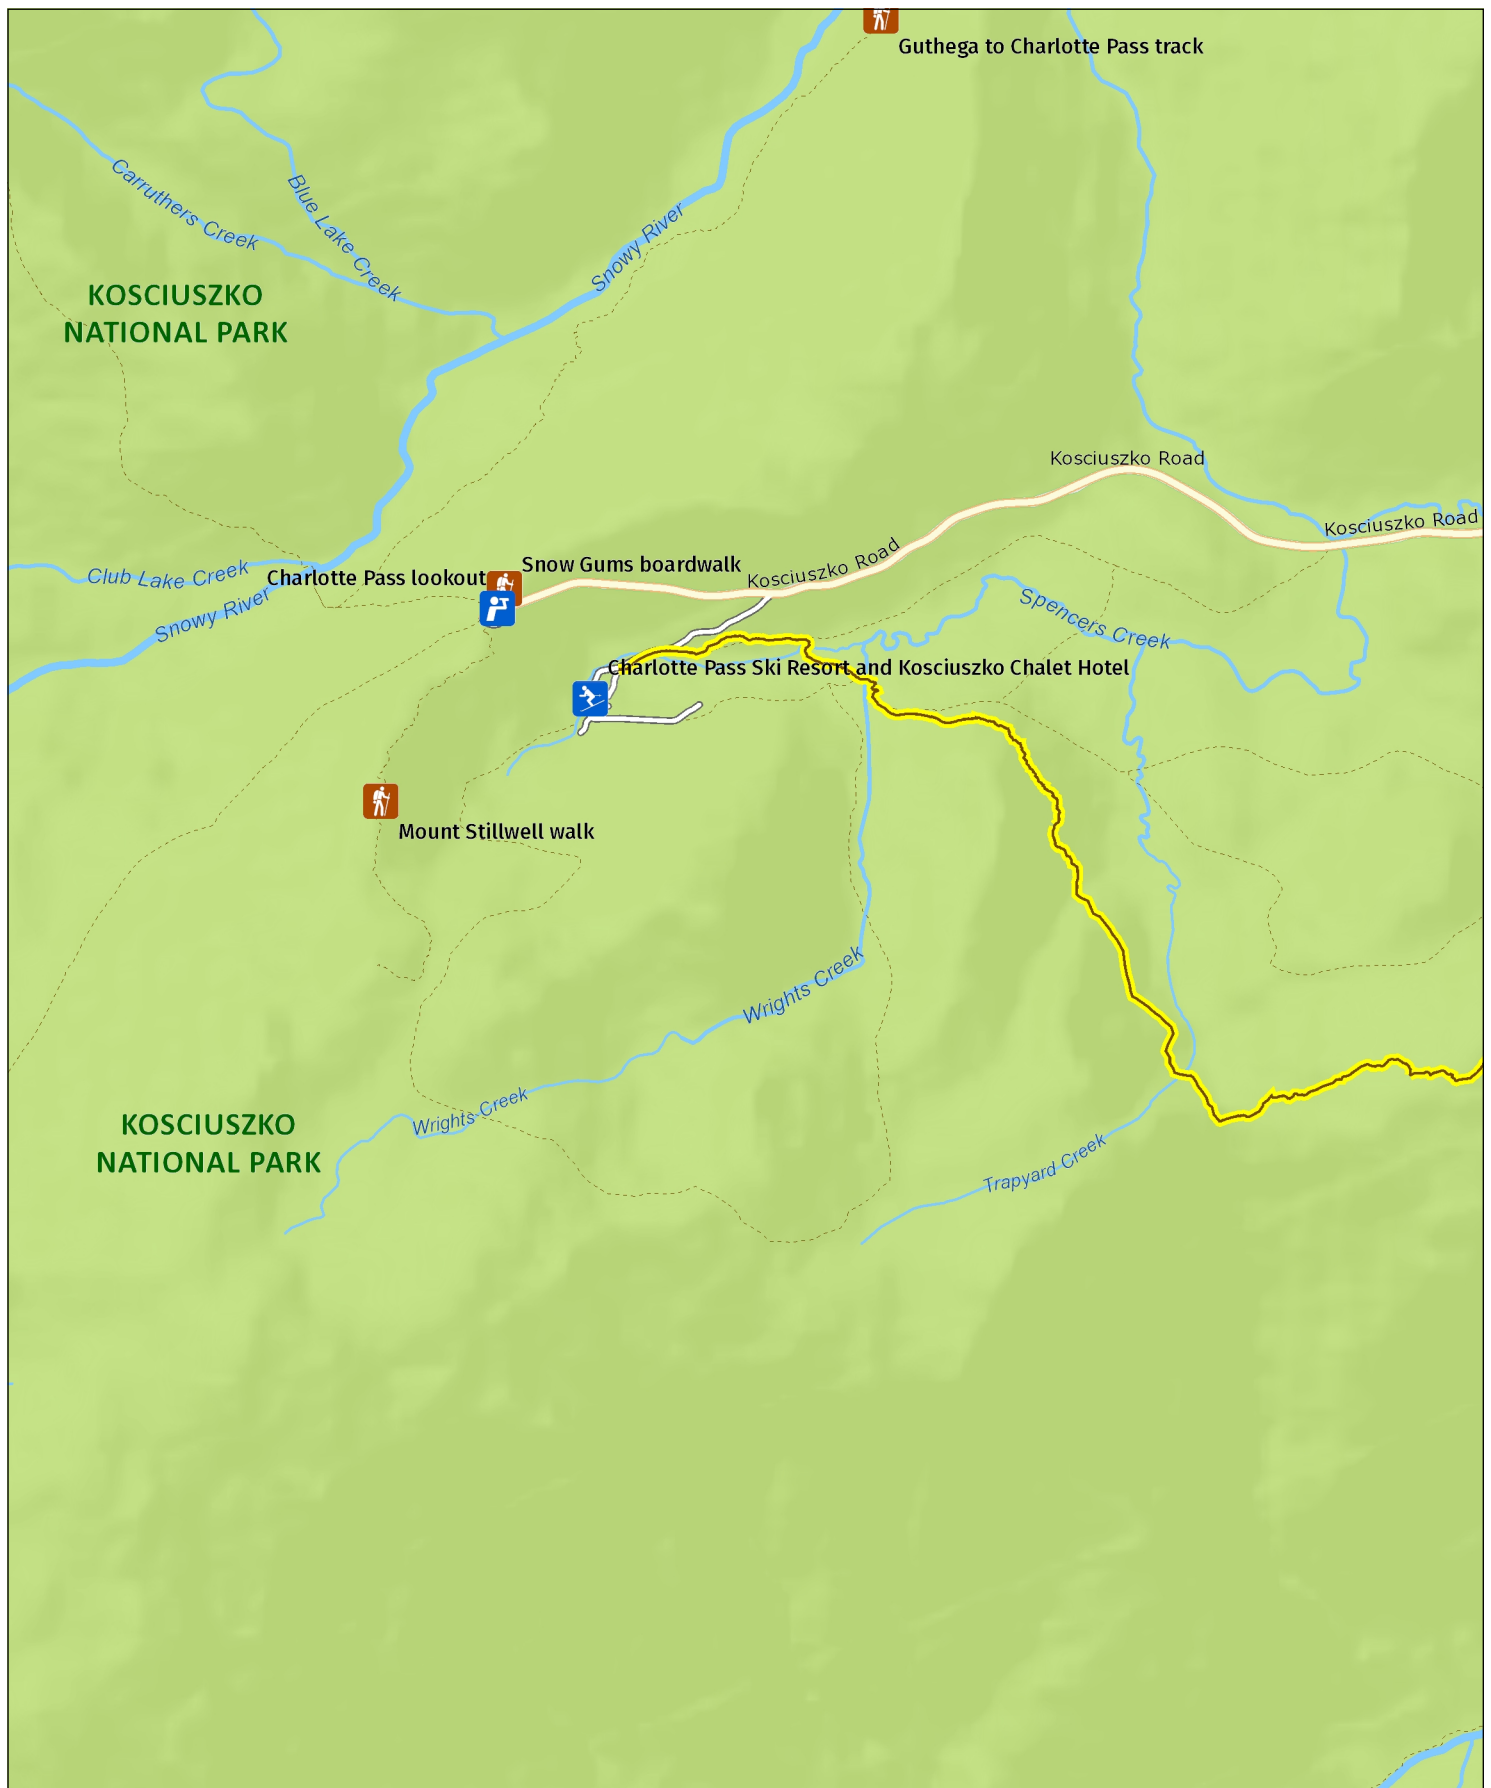 Guthega to Charlotte Pass track
Carruthers Creek
Blue Lake Creek
Snowy River
KOSCIUSZKO
NATIONAL PARK
Kosciuszko Road
Kosciuszko Road
Kosciuszko Road
Snow Gums boardwalk
Charlotte Pass lookout
Club Lake Creek
Snowy River
Spencers Creek
Charlotte Pass Ski Resort and Kosciuszko Chalet Hotel
Mount Stillwell walk
Wrights Creek
Wrights Creek
KOSCIUSZKO
NATIONAL PARK
Trapyard Creek